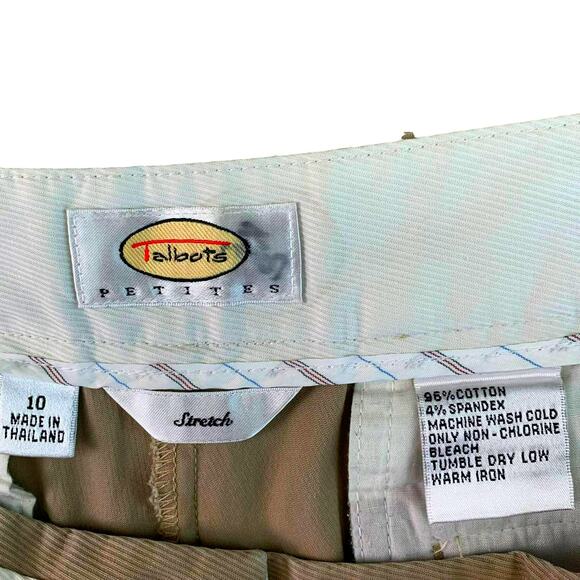 Talbots
PETITES
10
MADE IN
THAILAND
Stretch
96% COTTON
4% SPANDEX
MACHINE WASH COLD
ONLY NON-CHLORINE
BLEACH
TUMBLE DRY LOW
WARM IRON